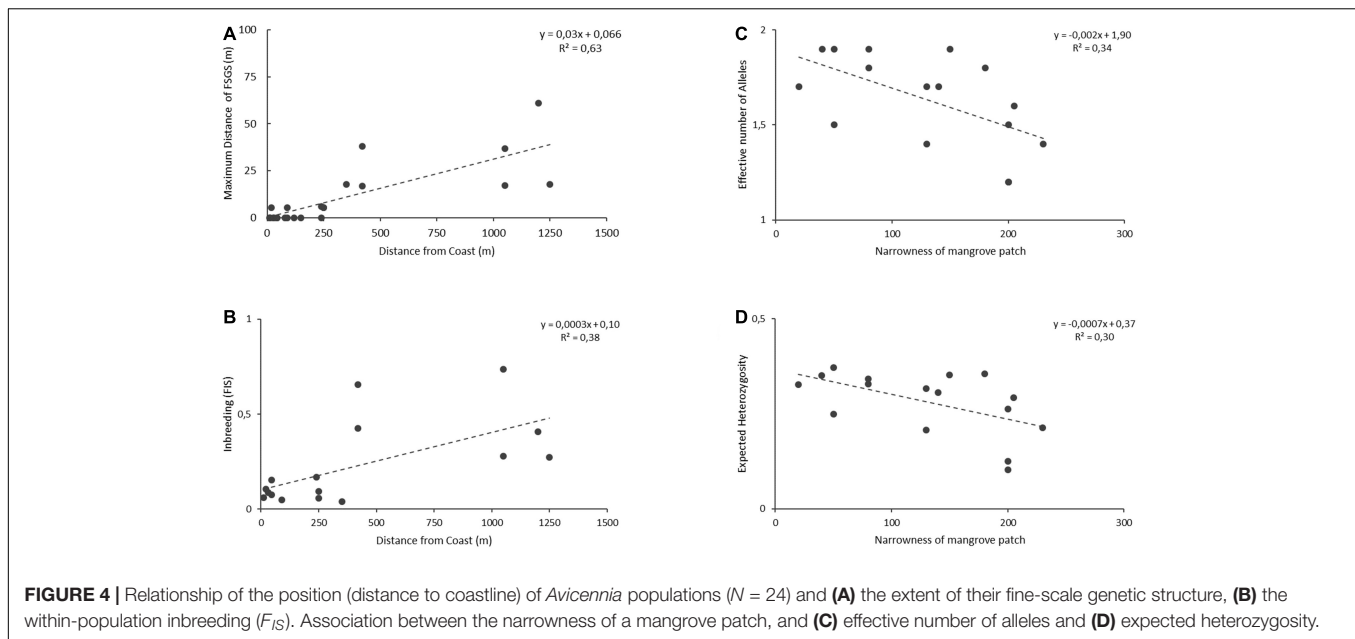 A
100
75
50
25
0
Maximum Distance of FSGS (m)
y = 0,03x + 0,066
R² = 0,63
0 250 500 750 1000 1250 1500
Distance from Coast (m)
C
2
1,5
1
Effective number of Alleles
y = -0,002x + 1,90
R² = 0,34
0 100 200 300
Narrowness of mangrove patch
B
1
0,5
0
Inbreeding (FIS)
y = 0,0003x + 0,10
R² = 0,38
0 250 500 750 1000 1250 1500
Distance from Coast (m)
D
0,5
0
Expected Heterozygosity
y = -0,0007x + 0,37
R² = 0,30
0 100 200 300
Narrowness of mangrove patch
FIGURE 4 | Relationship of the position (distance to coastline) of Avicennia populations (N = 24) and (A) the extent of their fine-scale genetic structure, (B) the
within-population inbreeding (FIS). Association between the narrowness of a mangrove patch, and (C) effective number of alleles and (D) expected heterozygosity.